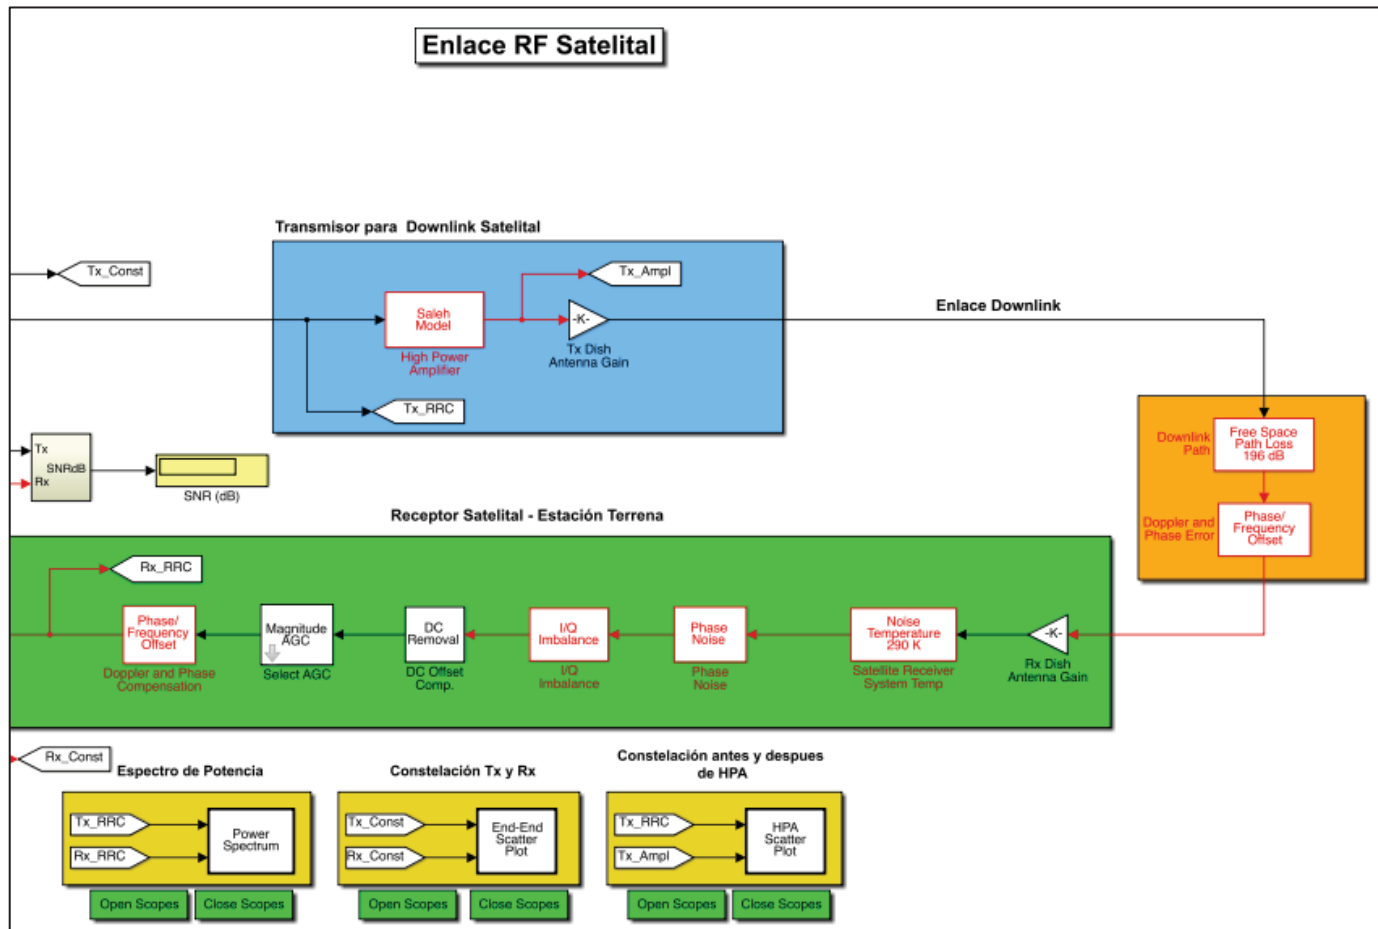 Enlace RF Satelital
Transmisor para  Downlink Satelital
Tx_Const
Tx_Ampl
Saleh
Model
High Power
Amplifier
-K-
Tx Dish
Antenna Gain
Tx_RRC
Enlace Downlink
Downlink
Path
Free Space
Path Loss
196 dB
Doppler and
Phase Error
Phase/
Frequency
Offset
Tx
Rx
SNRdB
SNR (dB)
Receptor Satelital - Estación Terrena
Rx_RRC
Phase/
Frequency
Offset
Doppler and Phase
Compensation
Magnitude
AGC
Select AGC
DC
Removal
DC Offset
Comp.
I/Q
Imbalance
I/Q
Imbalance
Phase
Noise
Phase
Noise
Noise
Temperature
290 K
Satellite Receiver
System Temp
-K-
Rx Dish
Antenna Gain
Rx_Const
Espectro de Potencia
Tx_RRC
Rx_RRC
Power
Spectrum
Open Scopes
Close Scopes
Constelación Tx y Rx
Tx_Const
Rx_Const
End-End
Scatter
Plot
Open Scopes
Close Scopes
Constelación antes y despues
de HPA
Tx_RRC
Tx_Ampl
HPA
Scatter
Plot
Open Scopes
Close Scopes